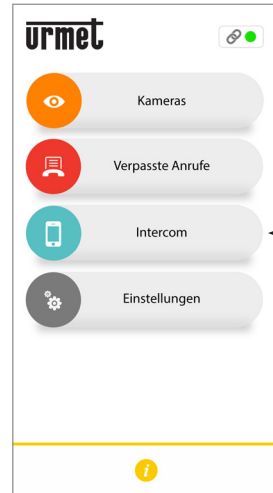 urmet
Kameras
Verpasste Anrufe
Intercom
Einstellungen
i